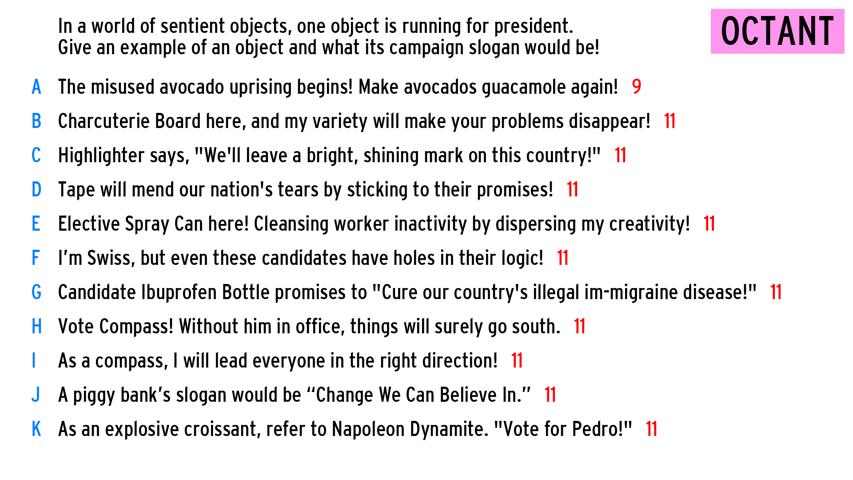 In a world of sentient objects, one object is running for president.
Give an example of an object and what its campaign slogan would be!
OCTANT
A The misused avocado uprising begins! Make avocados guacamole again! 9
B Charcuterie Board here, and my variety will make your problems disappear! 11
C Highlighter says, "We'll leave a bright, shining mark on this country!" 11
D Tape will mend our nation's tears by sticking to their promises! 11
E Elective Spray Can here! Cleansing worker inactivity by dispersing my creativity! 11
F I’m Swiss, but even these candidates have holes in their logic! 11
G Candidate Ibuprofen Bottle promises to "Cure our country's illegal im-migraine disease!" 11
H Vote Compass! Without him in office, things will surely go south. 11
I As a compass, I will lead everyone in the right direction! 11
J A piggy bank’s slogan would be “Change We Can Believe In.” 11
K As an explosive croissant, refer to Napoleon Dynamite. "Vote for Pedro!" 11